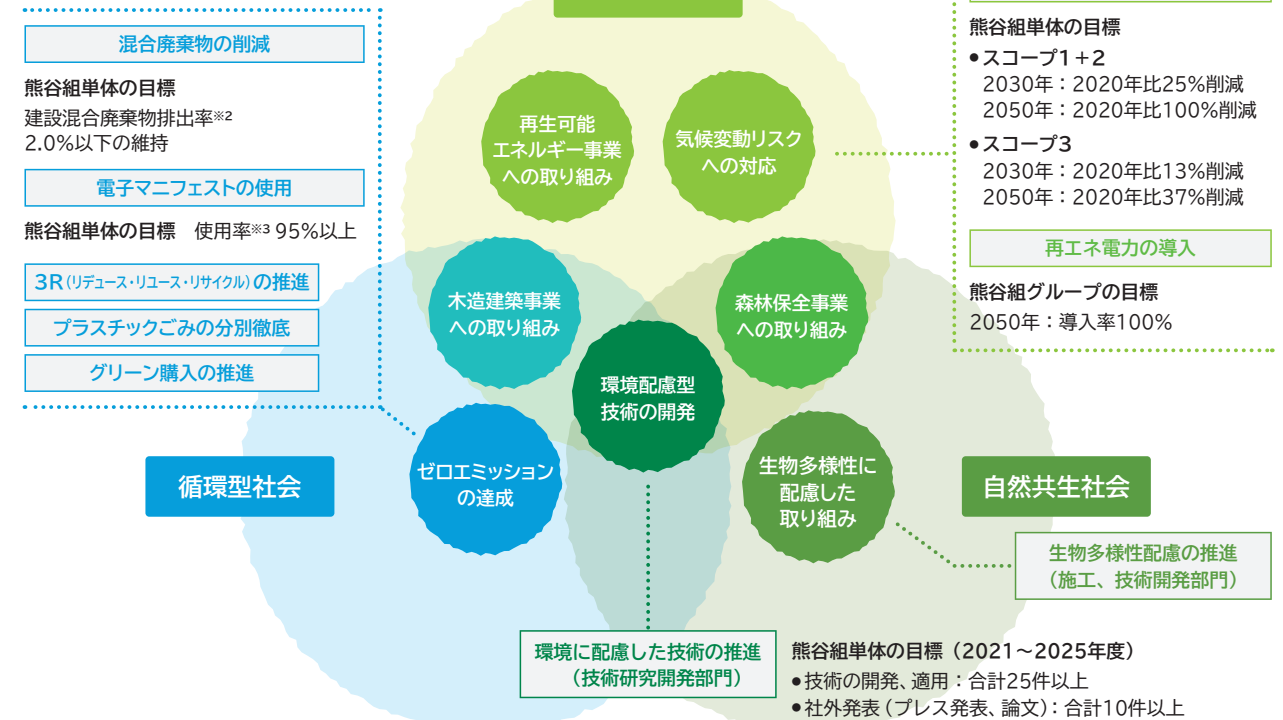 混合廃棄物の削減
熊谷組単体の目標
建設混合廃棄物排出率※2
2.0%以下の維持
電子マニフェストの使用
熊谷組単体の目標 使用率※3 95%以上
3R(リデュース・リユース・リサイクル)の推進
プラスチックごみの分別徹底
グリーン購入の推進
再生可能
エネルギー事業
への取り組み
気候変動リスク
への対応
木造建築事業
への取り組み
森林保全事業
への取り組み
環境配慮型
技術の開発
ゼロエミッション
の達成
生物多様性に
配慮した
取り組み
循環型社会
自然共生社会
熊谷組単体の目標
●スコープ1+2
2030年：2020年比25%削減
2050年：2020年比100%削減
●スコープ3
2030年：2020年比13%削減
2050年：2020年比37%削減
再エネ電力の導入
熊谷組グループの目標
2050年：導入率100%
生物多様性配慮の推進
(施工、技術開発部門)
環境に配慮した技術の推進
(技術研究開発部門)
熊谷組単体の目標（2021〜2025年度）
●技術の開発、適用：合計25件以上
●社外発表（プレス発表、論文）：合計10件以上